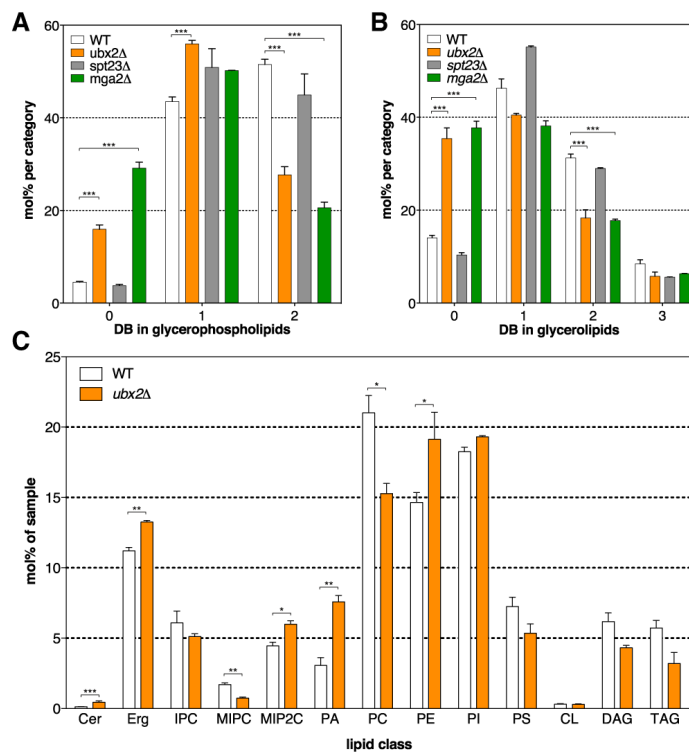 A
60
40
20
0
mol% per category
WT
ubx2Δ
spt23Δ
mga2Δ
***
***
***
***
***
0
1
2
DB in glycerophospholipids
B
60
40
20
0
mol% per category
WT
ubx2Δ
spt23Δ
mga2Δ
***
***
***
***
0
1
2
3
DB in glycerolipids
C
25
20
15
10
5
0
mol% of sample
WT
ubx2Δ
***
**
**
*
**
*
*
Cer
Erg
IPC
MIPC
MIP2C
PA
PC
PE
PI
PS
CL
DAG
TAG
lipid class